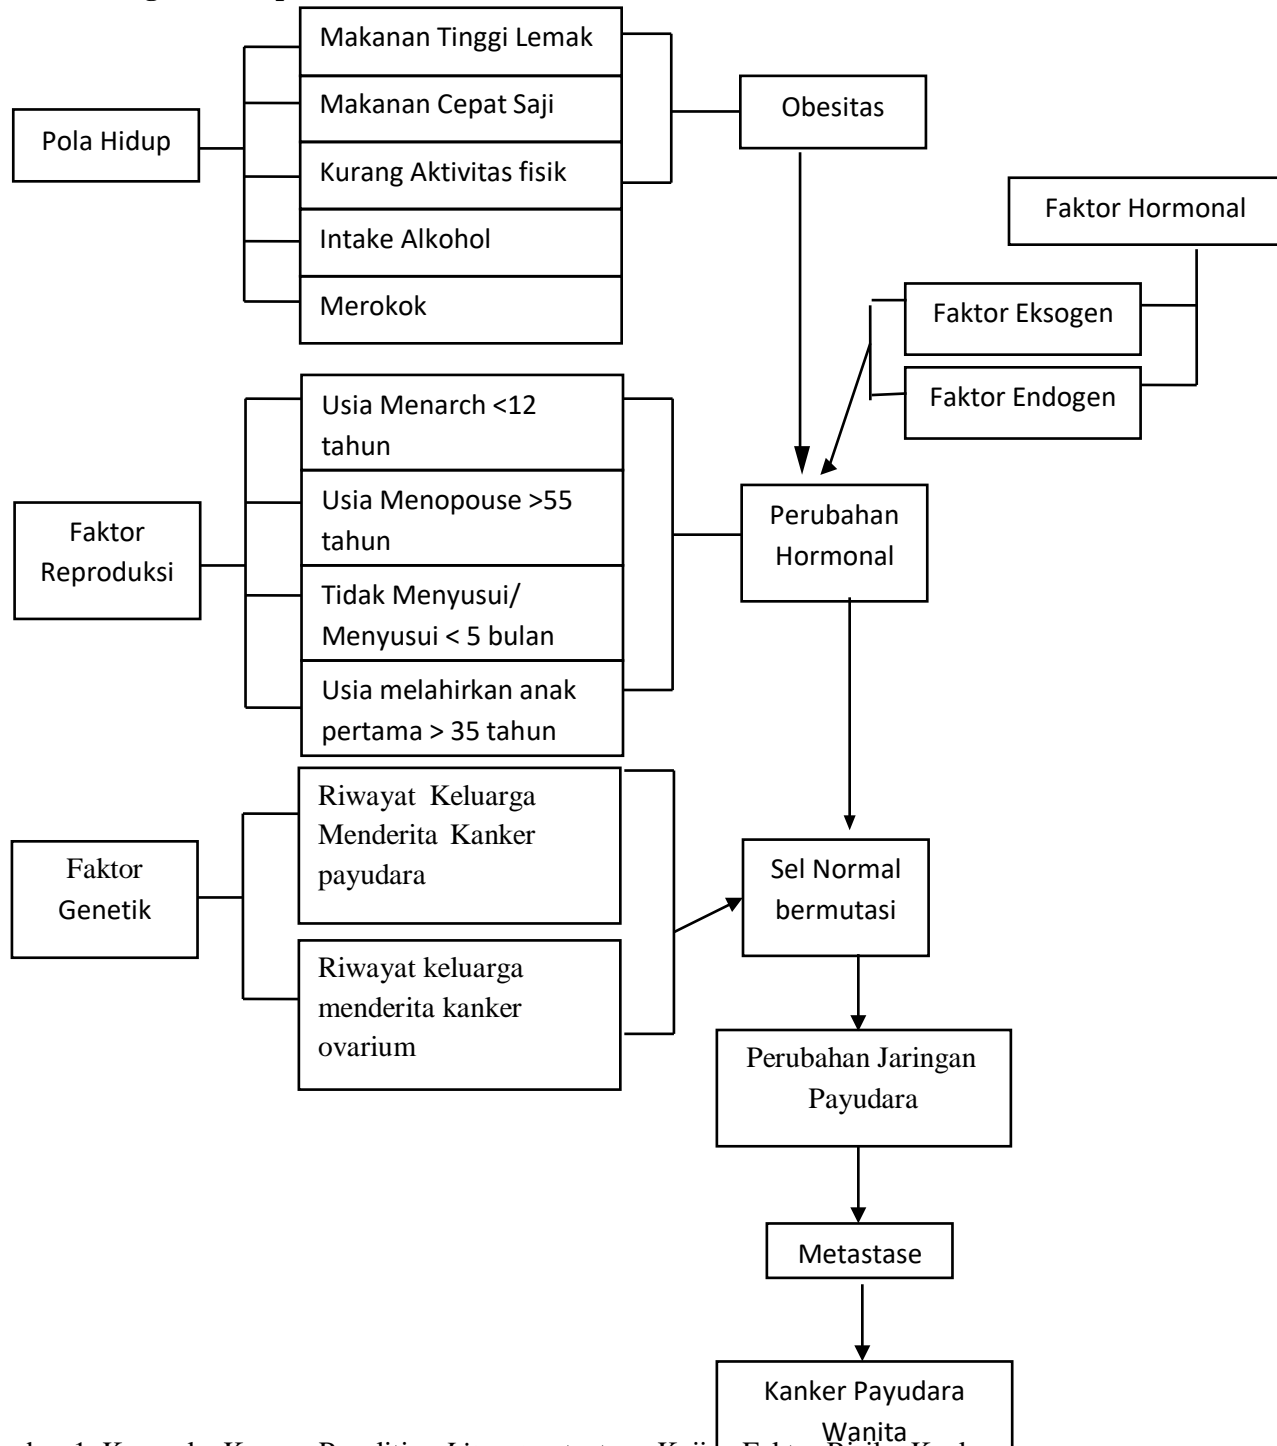 Makanan Tinggi Lemak
Makanan Cepat Saji
Kurang Aktivitas fisik
Intake Alkohol
Merokok
Pola Hidup
Obesitas
Faktor Hormonal
Faktor Eksogen
Faktor Endogen
Usia Menarch <12
tahun
Usia Menopouse >55
tahun
Tidak Menyusui/
Menyusui < 5 bulan
Usia melahirkan anak
pertama > 35 tahun
Faktor
Reproduksi
Perubahan
Hormonal
Riwayat Keluarga
Menderita Kanker
payudara
Riwayat keluarga
menderita kanker
ovarium
Faktor
Genetik
Sel Normal
bermutasi
Perubahan Jaringan
Payudara
Metastase
Kanker Payudara
Wanita